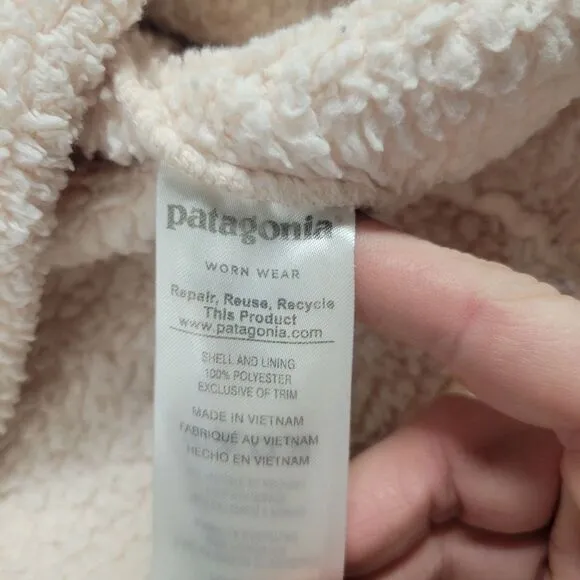 patagonia
WORN WEAR
Repair, Reuse, Recycle
This Product
www.patagonia.com
SHELL AND LINING
100% POLYESTER
EXCLUSIVE OF TRIM
MADE IN VIETNAM
FABRIQUÉ AU VIETNAM
HECHO EN VIETNAM